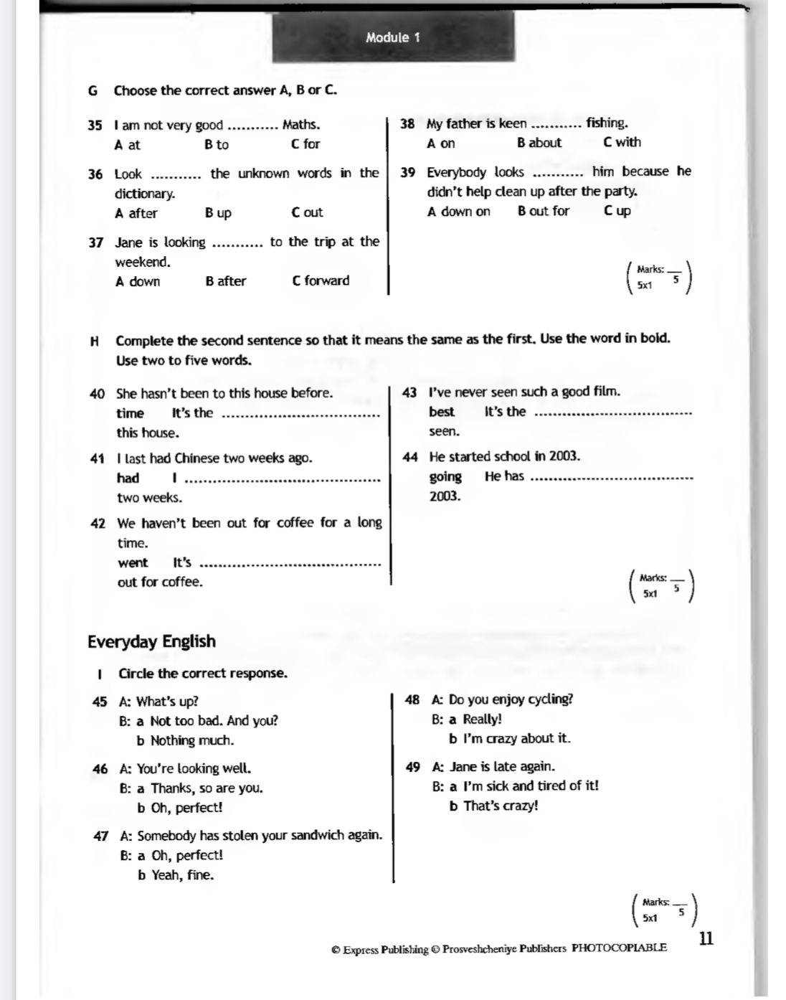 Module 1
G Choose the correct answer A, B or C.
35 I am not very good ........... Maths.
A at B to C for
36 Look ........... the unknown words in the
dictionary.
A after B up C out
37 Jane is looking ........... to the trip at the
weekend.
A down B after C forward
38 My father is keen ........... fishing.
A on B about C with
39 Everybody looks ........... him because he
didn't help clean up after the party.
A down on B out for C up
Marks: __
5x1 5
H Complete the second sentence so that it means the same as the first. Use the word in bold.
Use two to five words.
40 She hasn't been to this house before.
time It's the ...................................
this house.
41 I last had Chinese two weeks ago.
had I ...........................................
two weeks.
42 We haven't been out for coffee for a long
time.
went It's ........................................
out for coffee.
43 I've never seen such a good film.
best It's the ...................................
seen.
44 He started school in 2003.
going He has ....................................
2003.
Marks: __
5x1 5
Everyday English
I Circle the correct response.
45 A: What's up?
B: a Not too bad. And you?
b Nothing much.
46 A: You're looking well.
B: a Thanks, so are you.
b Oh, perfect!
47 A: Somebody has stolen your sandwich again.
B: a Oh, perfect!
b Yeah, fine.
48 A: Do you enjoy cycling?
B: a Really!
b I'm crazy about it.
49 A: Jane is late again.
B: a I'm sick and tired of it!
b That's crazy!
Marks: __
5x1 5
© Express Publishing © Prosveshcheniye Publishers PHOTOCOPIABLE
11